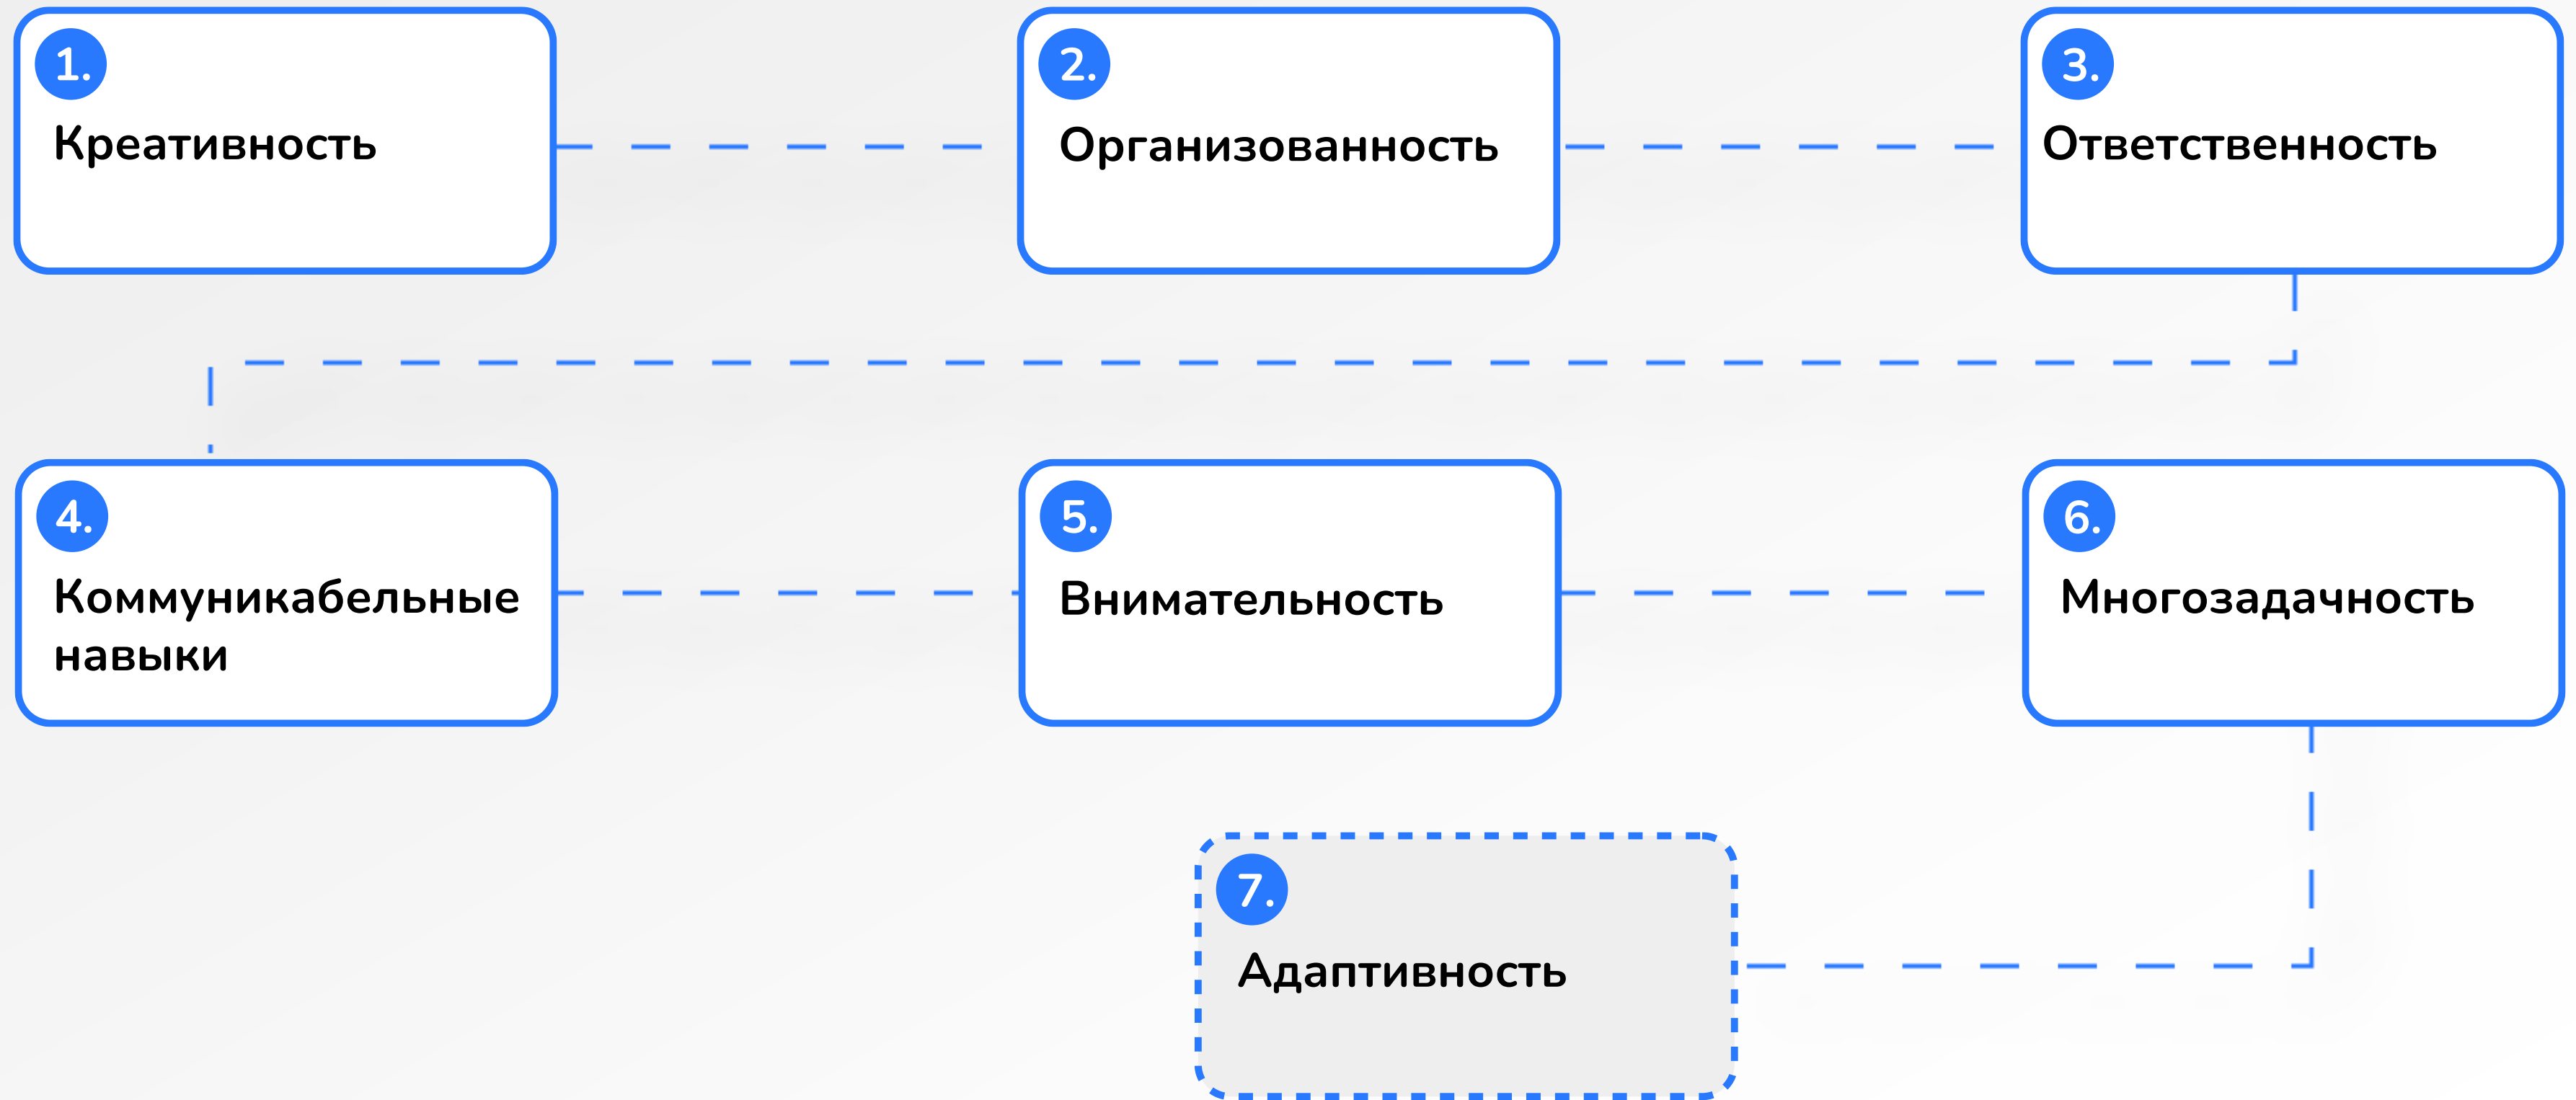 1.
Креативность
2.
Организованность
3.
Ответственность
4.
Коммуникабельные
навыки
5.
Внимательность
6.
Многозадачность
7.
Адаптивность